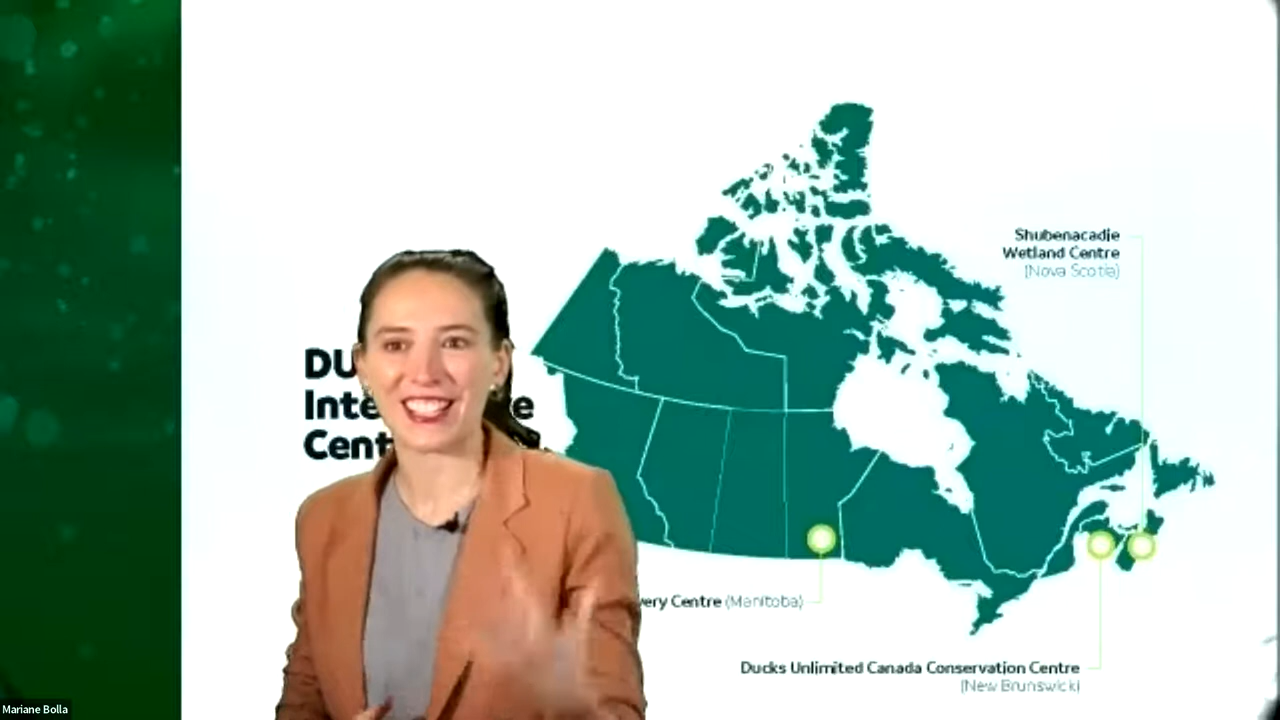 Shubenacadie
Wetland Centre
(Nova Scotia)
DU
Inte e
Cent
very Centre (Manitoba)
Ducks Unlimited Canada Conservation Centre
(New Brunswick)
Mariane Bolla